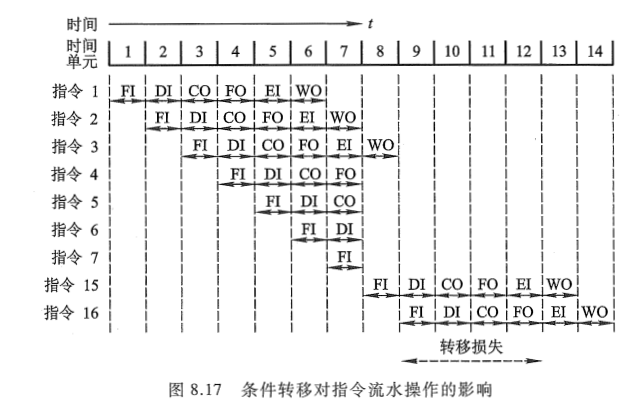 时间 t
时间单元 1 2 3 4 5 6 7 8 9 10 11 12 13 14
指令 1 FI DI CO FO EI WO
指令 2 FI DI CO FO EI WO
指令 3 FI DI CO FO EI WO
指令 4 FI DI CO FO
指令 5 FI DI CO
指令 6 FI DI
指令 7 FI
指令 15 FI DI CO FO EI WO
指令 16 FI DI CO FO EI WO
转移损失
图 8.17 条件转移对指令流水操作的影响